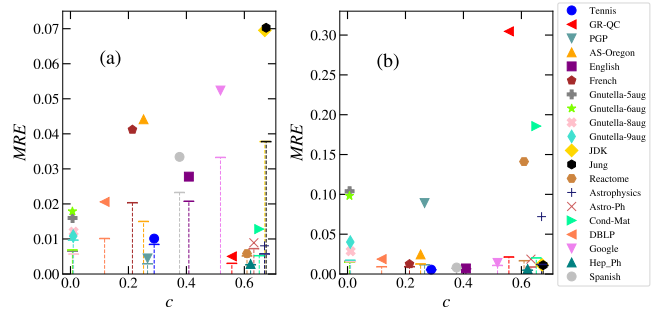 (a)
MRE
0.07
0.06
0.05
0.04
0.03
0.02
0.01
0.00
0.0 0.2 0.4 0.6
c
(b)
MRE
0.30
0.25
0.20
0.15
0.10
0.05
0.00
0.0 0.2 0.4 0.6
c
Tennis
GR-QC
PGP
AS-Oregon
English
French
Gnutella-5aug
Gnutella-6aug
Gnutella-8aug
Gnutella-9aug
JDK
Jung
Reactome
Astrophysics
Astro-Ph
Cond-Mat
DBLP
Google
Hep_Ph
Spanish